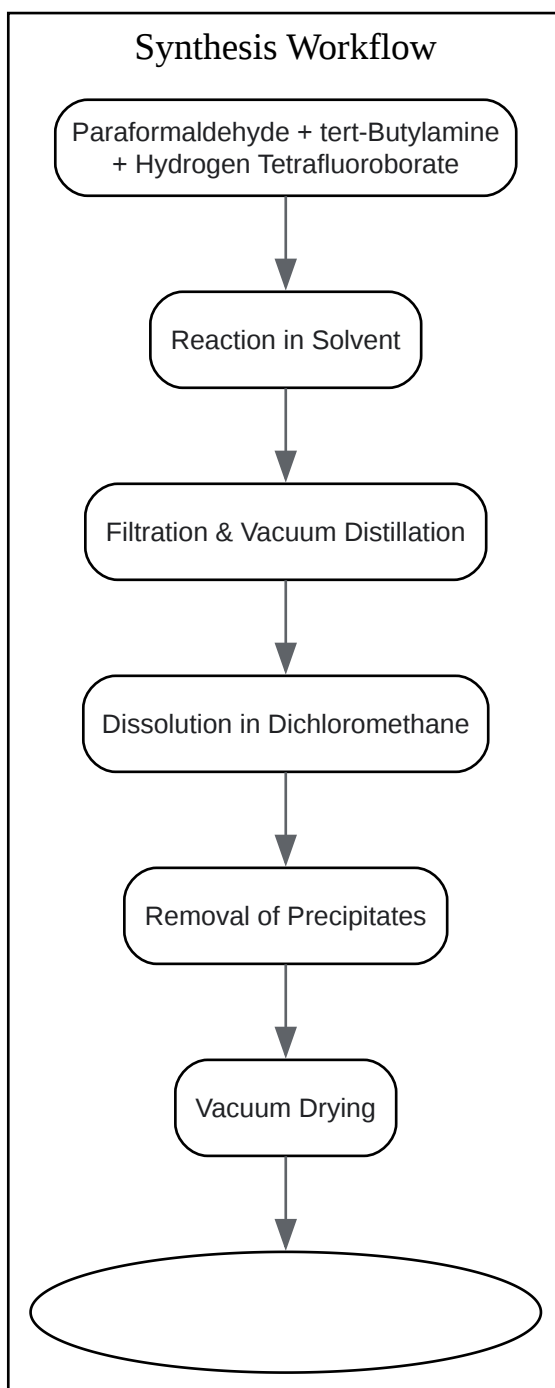 Synthesis Workflow
Paraformaldehyde + tert-Butylamine
+ Hydrogen Tetrafluoroborate
Reaction in Solvent
Filtration & Vacuum Distillation
Dissolution in Dichloromethane
Removal of Precipitates
Vacuum Drying